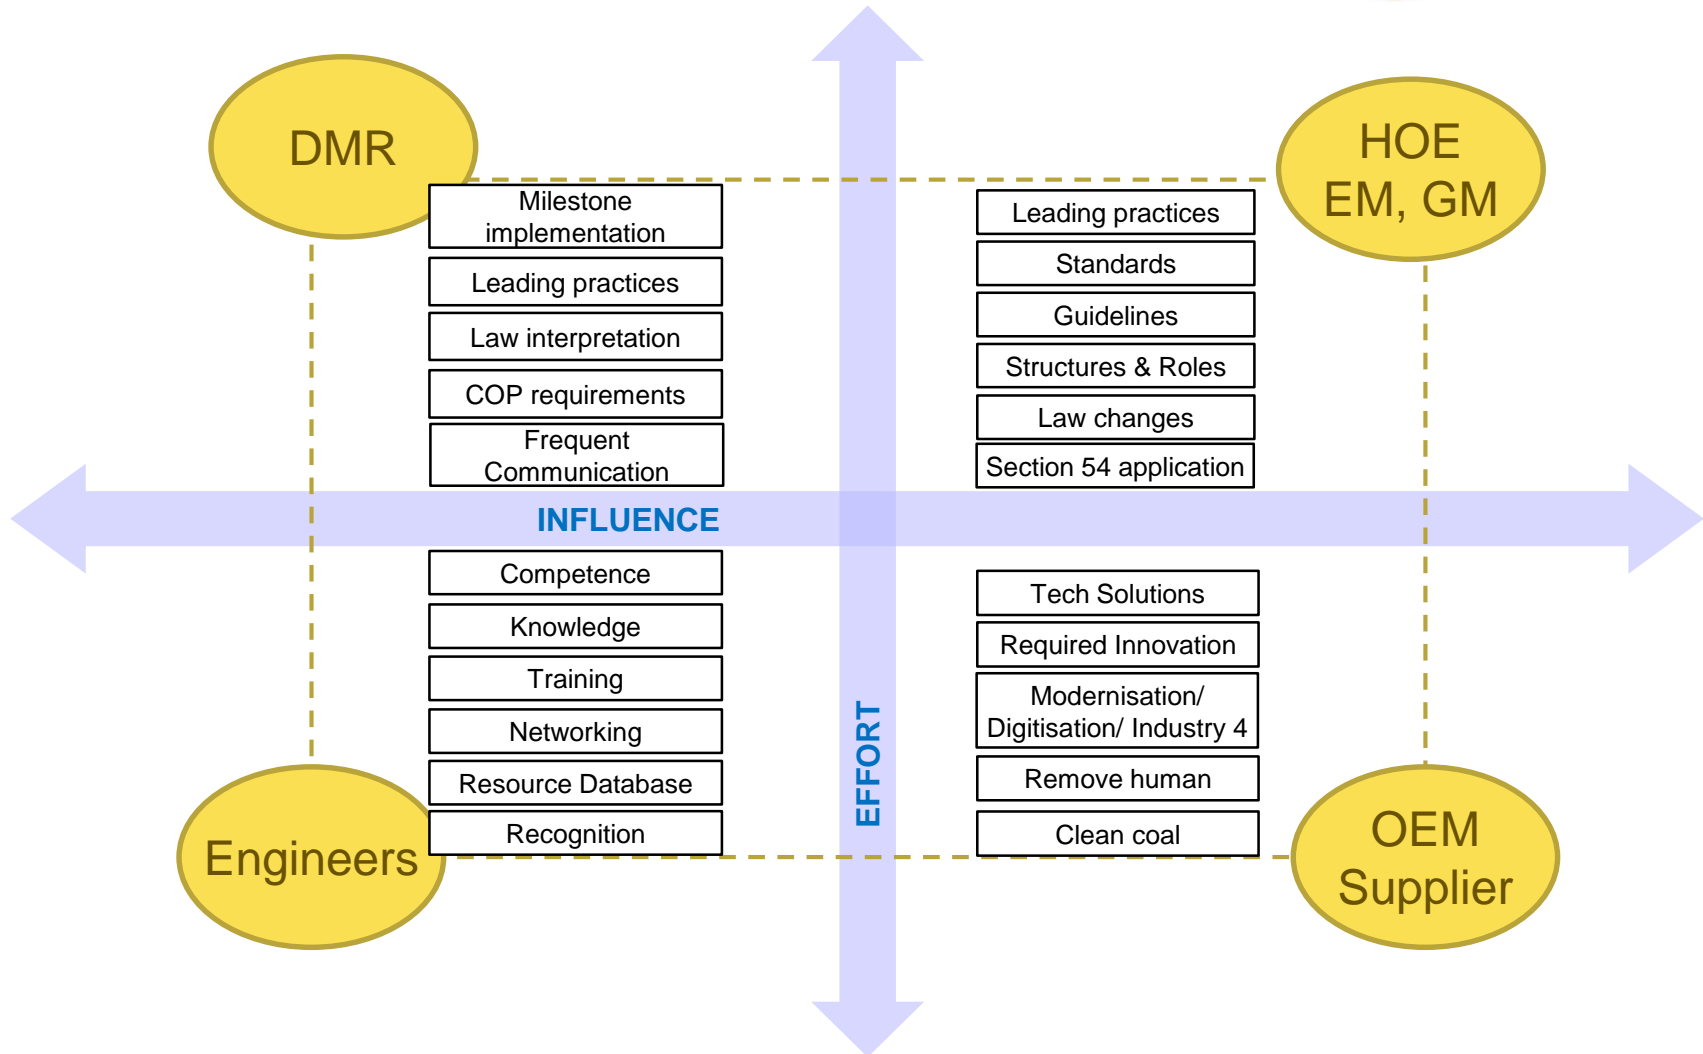 DMR
Milestone
implementation
Leading practices
Law interpretation
COP requirements
Frequent
Communication
HOE
EM, GM
Leading practices
Standards
Guidelines
Structures & Roles
Law changes
Section 54 application
INFLUENCE
EFFORT
Competence
Knowledge
Training
Networking
Resource Database
Recognition
Engineers
Tech Solutions
Required Innovation
Modernisation/
Digitisation/ Industry 4
Remove human
Clean coal
OEM
Supplier